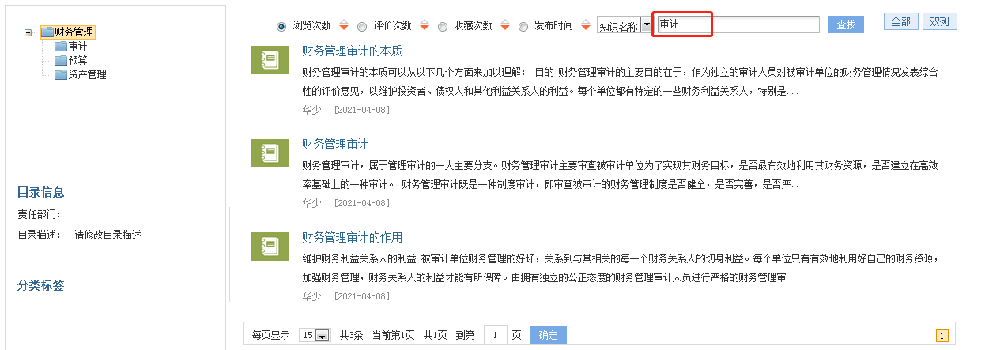 财务管理
审计
预算
资产管理
目录信息
责任部门：
目录描述： 请修改目录描述
分类标签
浏览次数 评价次数 收藏次数 发布时间 知识名称 审计 查找 全部 双列
财务管理审计的本质
财务管理审计的本质可以从以下几个方面来加以理解： 目的 财务管理审计的主要目的在于，作为独立的审计人员对被审计单位的财务管理情况发表综合
性的评价意见，以维护投资者、债权人和其他利益关系人的利益。每个单位都有特定的一些财务利益关系人，特别是...
华少 [2021-04-08]
财务管理审计
财务管理审计，属于管理审计的一大主要分支。财务管理审计主要审查被审计单位为了实现其财务目标，是否最有效地利用其财务资源，是否建立在高效
率基础上的一种审计。 财务管理审计既是一种制度审计，即审查被审计的财务管理制度是否健全，是否完善，是否严...
华少 [2021-04-08]
财务管理审计的作用
维护财务利益关系人的利益 被审计单位财务管理的好坏，关系到与其相关的每一个财务关系人的切身利益。每个单位只有有效地利用好自己的财务资源，
加强财务管理，财务关系人的利益才能有所保障。由拥有独立的公正态度的财务管理审计人员进行严格的财务管理审...
华少 [2021-04-08]
每页显示 15 共3条 当前第1页 共1页 到第 1 页 确定 1